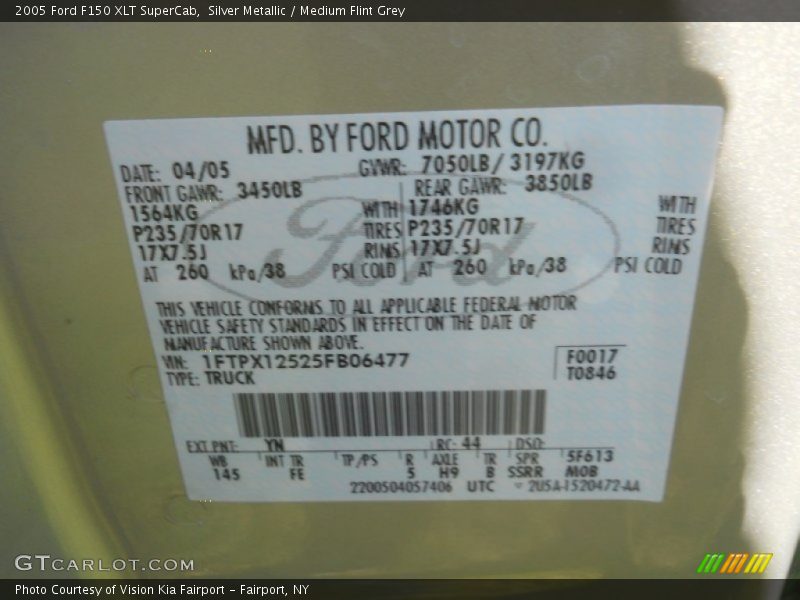 2005 Ford F150 XLT SuperCab,  Silver Metallic / Medium Flint Grey
MFD. BY FORD MOTOR CO.
DATE: 04/05 GVWR: 7050LB/ 3197KG
FRONT GAWR: 3450LB REAR GAWR: 3850LB
1564KG WITH 1746KG WITH
P235/70R17 TIRES P235/70R17 TIRES
17X7.5J RIMS 17X7.5J RIMS
AT 260 kPa/38 PSI COLD AT 260 kPa/38 PSI COLD
Ford
THIS VEHICLE CONFORMS TO ALL APPLICABLE FEDERAL MOTOR
VEHICLE SAFETY STANDARDS IN EFFECT ON THE DATE OF
MANUFACTURE SHOWN ABOVE.
VIN: 1FTPX12525FB06477 F0017
TYPE: TRUCK T0846
EXT PNT: YN RC: 44 DSO:
WB INT TR TP/PS R AXLE TR SPR 5F613
145 FE 5 H9 B SSRR MOB
2200504057406 UTC 2U5A-1520472-AA
GTCARLOT.COM
Photo Courtesy of Vision Kia Fairport – Fairport, NY